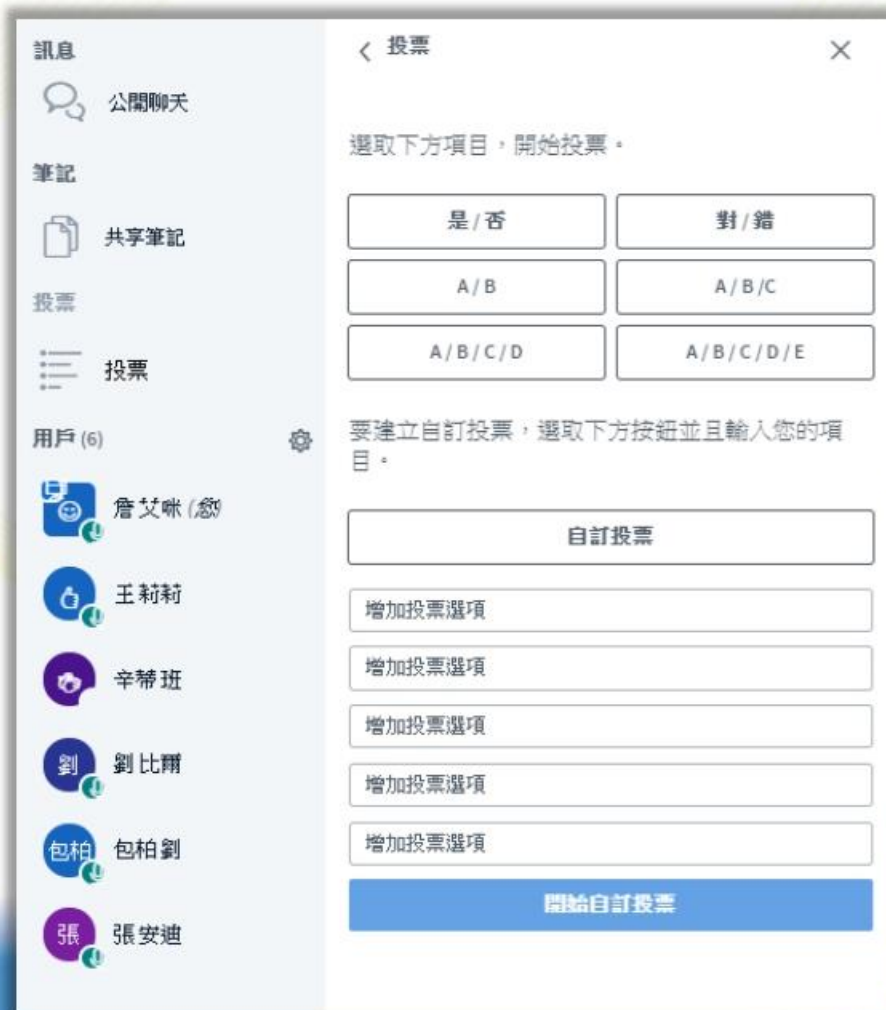 訊息
公開聊天
筆記
共享筆記
投票
投票
用戶 (6)
詹艾咪 (您)
王莉莉
辛蒂班
劉
劉比爾
包柏
包柏劉
張
張安迪
投票
選取下方項目，開始投票。
是 / 否
對 / 錯
A / B
A / B /C
A / B / C / D
A / B / C / D / E
要建立自訂投票，選取下方按鈕並且輸入您的項
目。
自訂投票
增加投票選項
增加投票選項
增加投票選項
增加投票選項
增加投票選項
開始自訂投票